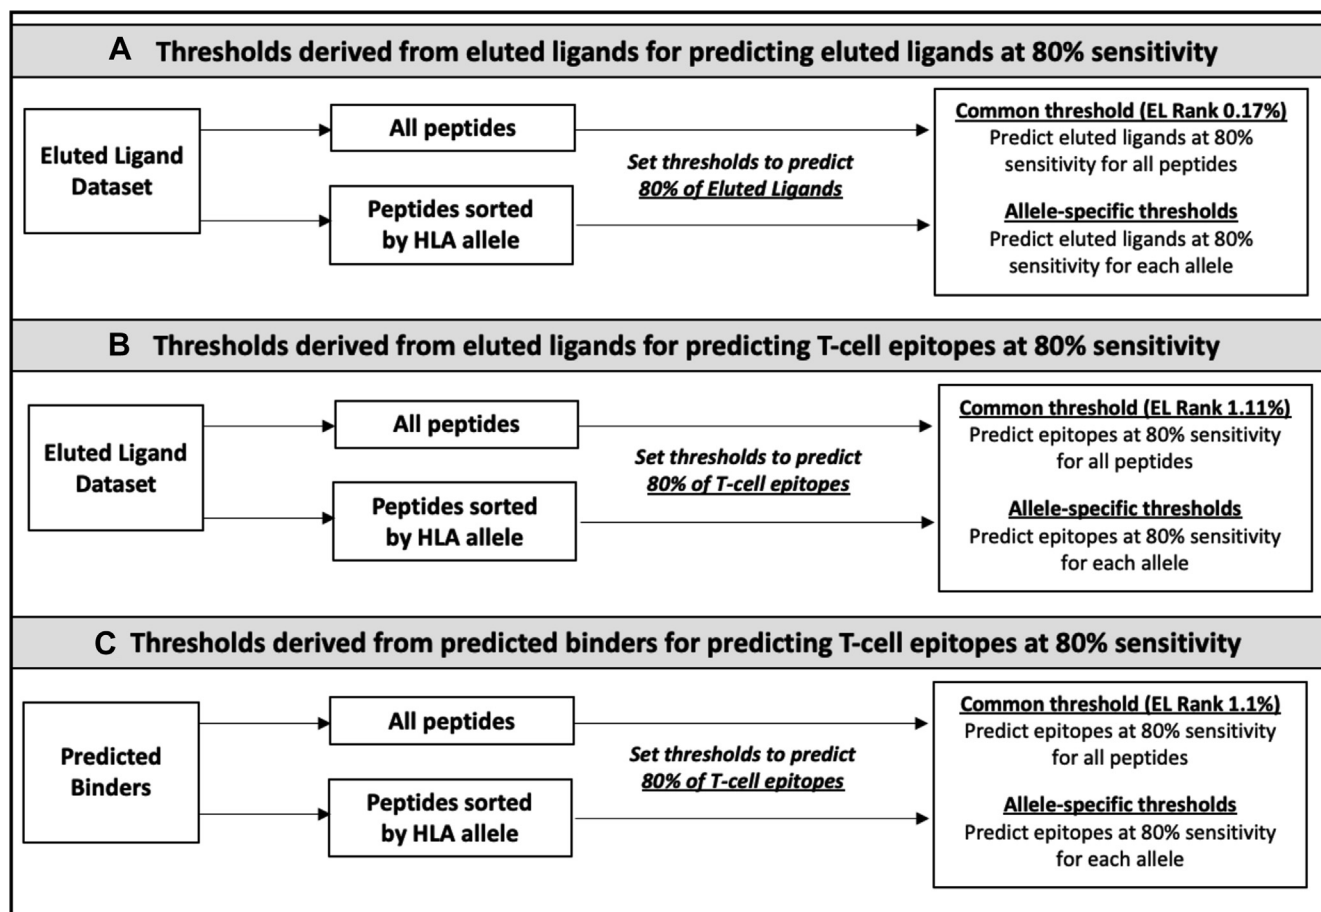 A Thresholds derived from eluted ligands for predicting eluted ligands at 80% sensitivity
Eluted Ligand
Dataset
All peptides
Peptides sorted
by HLA allele
Set thresholds to predict
80% of Eluted Ligands
Common threshold (EL Rank 0.17%)
Predict eluted ligands at 80%
sensitivity for all peptides
Allele-specific thresholds
Predict eluted ligands at 80%
sensitivity for each allele
B Thresholds derived from eluted ligands for predicting T-cell epitopes at 80% sensitivity
Eluted Ligand
Dataset
All peptides
Peptides sorted
by HLA allele
Set thresholds to predict
80% of T-cell epitopes
Common threshold (EL Rank 1.11%)
Predict epitopes at 80% sensitivity
for all peptides
Allele-specific thresholds
Predict epitopes at 80% sensitivity
for each allele
C Thresholds derived from predicted binders for predicting T-cell epitopes at 80% sensitivity
Predicted
Binders
All peptides
Peptides sorted
by HLA allele
Set thresholds to predict
80% of T-cell epitopes
Common threshold (EL Rank 1.1%)
Predict epitopes at 80% sensitivity
for all peptides
Allele-specific thresholds
Predict epitopes at 80% sensitivity
for each allele